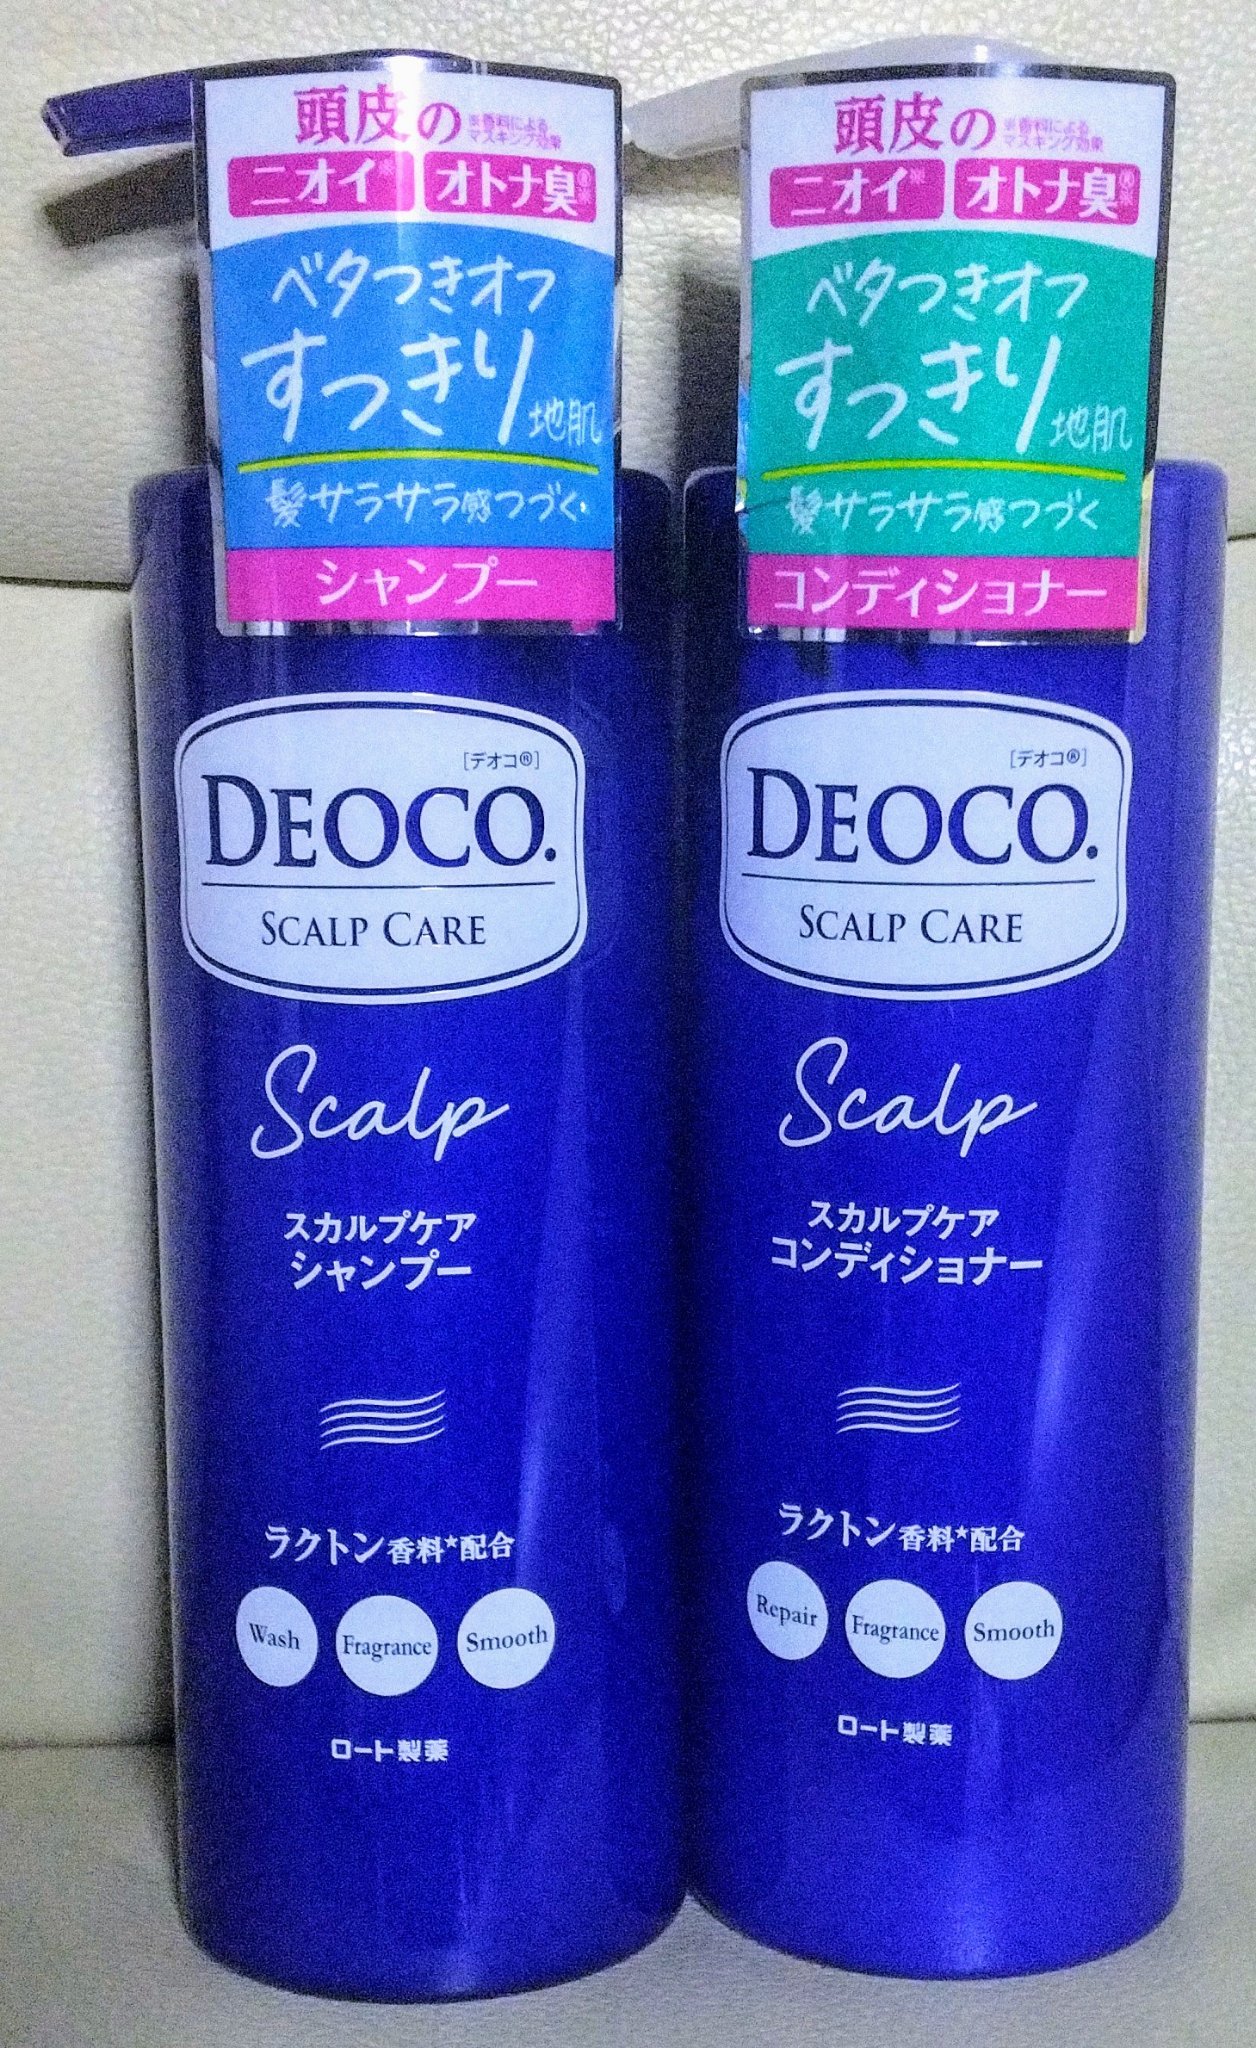 頭皮の
※香料による
マスキング効果
ニオイ※
オトナ臭
ベタつきオフ
すっきり地肌
髪サラサラ感つづく
シャンプー
[デオコ®]
DEOCO.
SCALP CARE
Scalp
スカルプケア
シャンプー
ラクトン香料*配合
Wash
Fragrance
Smooth
ロート製薬
頭皮の
※香料による
マスキング効果
ニオイ※
オトナ臭
ベタつきオフ
すっきり地肌
髪サラサラ感つづく
コンディショナー
[デオコ®]
DEOCO.
SCALP CARE
Scalp
スカルプケア
コンディショナー
ラクトン香料*配合
Repair
Fragrance
Smooth
ロート製薬